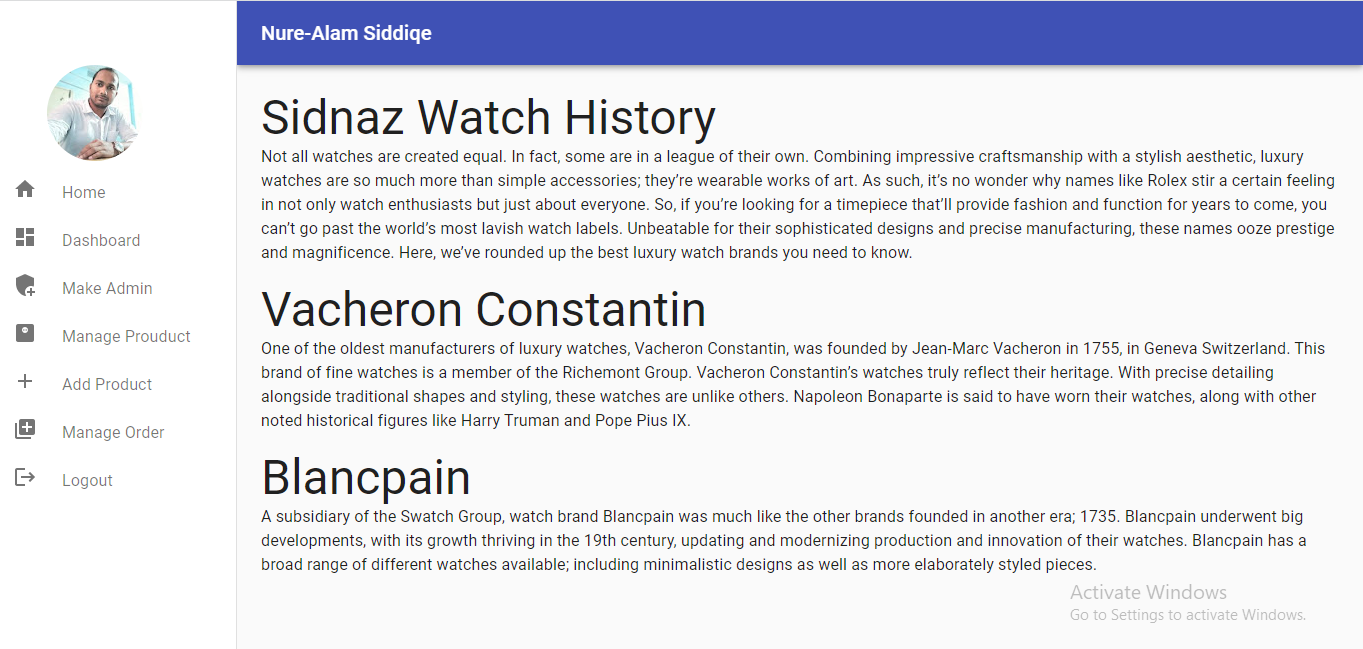 Nure-Alam Siddiqe
Home
Dashboard
Make Admin
Manage Prouduct
Add Product
Manage Order
Logout
Sidnaz Watch History
Not all watches are created equal. In fact, some are in a league of their own. Combining impressive craftsmanship with a stylish aesthetic, luxury
watches are so much more than simple accessories; they’re wearable works of art. As such, it’s no wonder why names like Rolex stir a certain feeling
in not only watch enthusiasts but just about everyone. So, if you’re looking for a timepiece that’ll provide fashion and function for years to come, you
can’t go past the world’s most lavish watch labels. Unbeatable for their sophisticated designs and precise manufacturing, these names ooze prestige
and magnificence. Here, we’ve rounded up the best luxury watch brands you need to know.
Vacheron Constantin
One of the oldest manufacturers of luxury watches, Vacheron Constantin, was founded by Jean-Marc Vacheron in 1755, in Geneva Switzerland. This
brand of fine watches is a member of the Richemont Group. Vacheron Constantin’s watches truly reflect their heritage. With precise detailing
alongside traditional shapes and styling, these watches are unlike others. Napoleon Bonaparte is said to have worn their watches, along with other
noted historical figures like Harry Truman and Pope Pius IX.
Blancpain
A subsidiary of the Swatch Group, watch brand Blancpain was much like the other brands founded in another era; 1735. Blancpain underwent big
developments, with its growth thriving in the 19th century, updating and modernizing production and innovation of their watches. Blancpain has a
broad range of different watches available; including minimalistic designs as well as more elaborately styled pieces.
Activate Windows
Go to Settings to activate Windows.